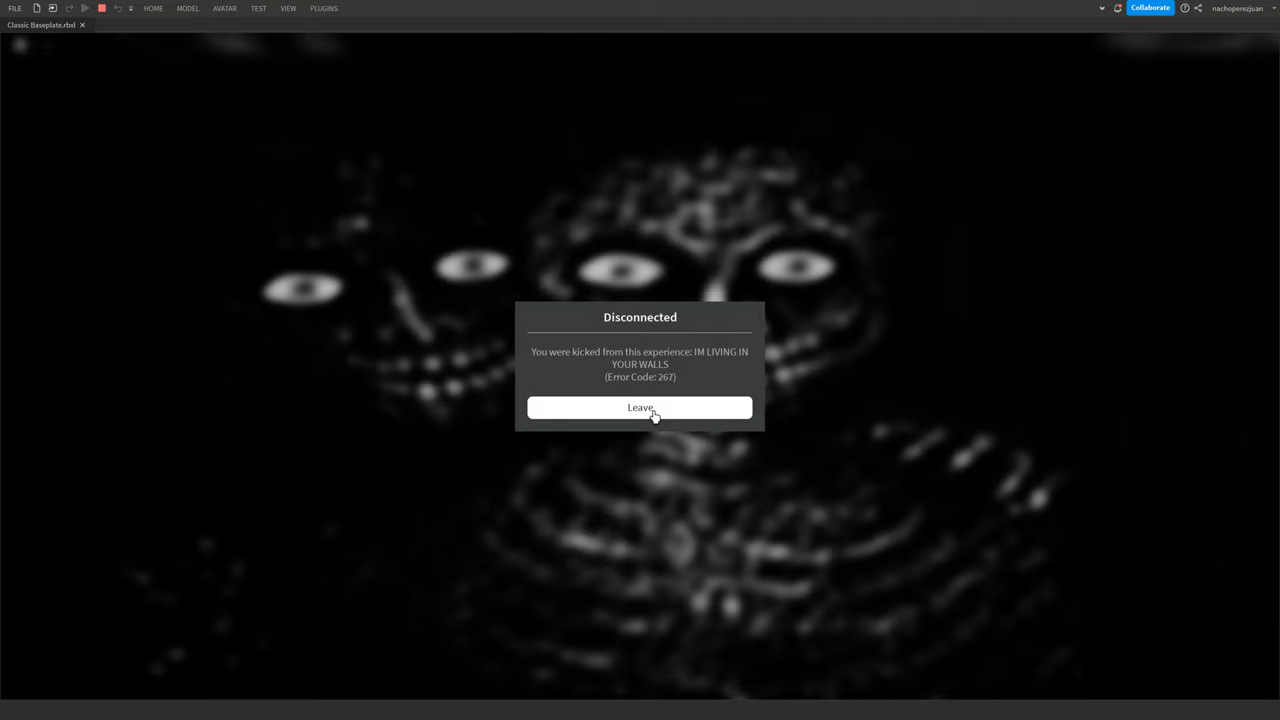 FILE HOME MODEL AVATAR TEST VIEW PLUGINS Collaborate nachoperezjuan
Classic Baseplate.rbxl
Disconnected
You were kicked from this experience: IM LIVING IN
YOUR WALLS
(Error Code: 267)
Leave